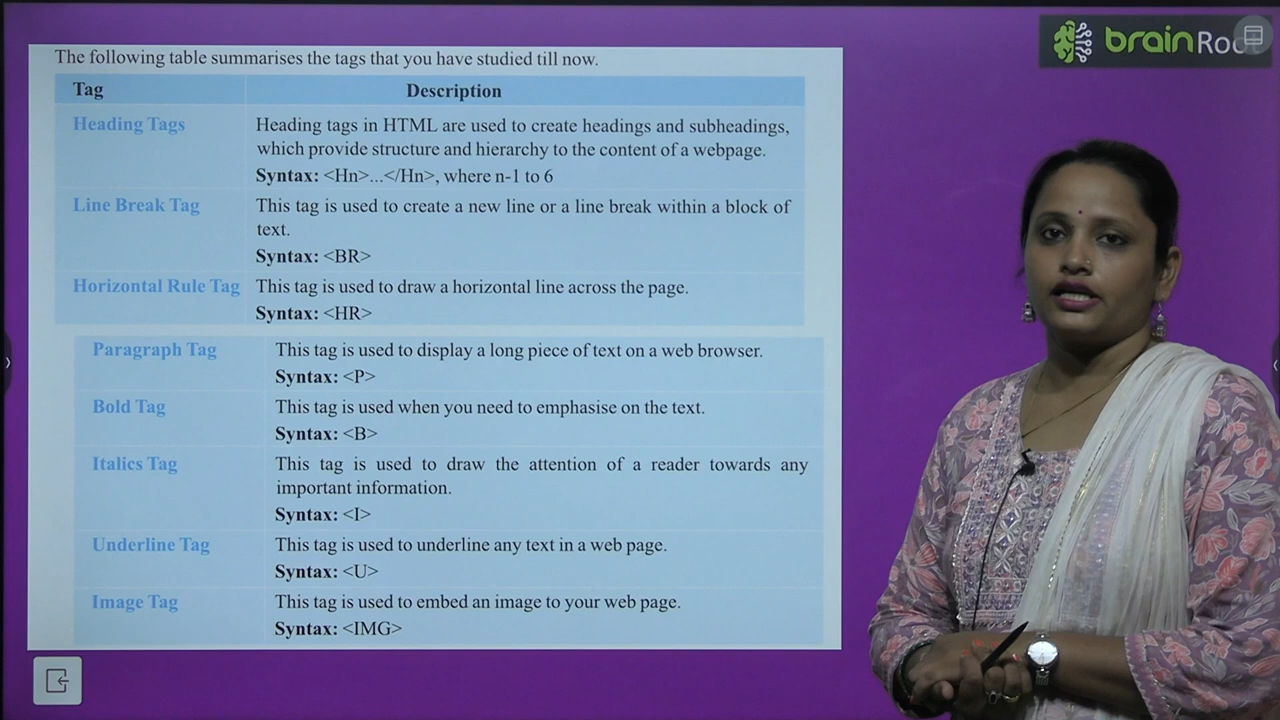 brainRoot
The following table summarises the tags that you have studied till now.
Tag Description
Heading Tags Heading tags in HTML are used to create headings and subheadings,
which provide structure and hierarchy to the content of a webpage.
Syntax: <Hn>...</Hn>, where n-1 to 6
Line Break Tag This tag is used to create a new line or a line break within a block of
text.
Syntax: <BR>
Horizontal Rule Tag This tag is used to draw a horizontal line across the page.
Syntax: <HR>
Paragraph Tag This tag is used to display a long piece of text on a web browser.
Syntax: <P>
Bold Tag This tag is used when you need to emphasise on the text.
Syntax: <B>
Italics Tag This tag is used to draw the attention of a reader towards any
important information.
Syntax: <I>
Underline Tag This tag is used to underline any text in a web page.
Syntax: <U>
Image Tag This tag is used to embed an image to your web page.
Syntax: <IMG>